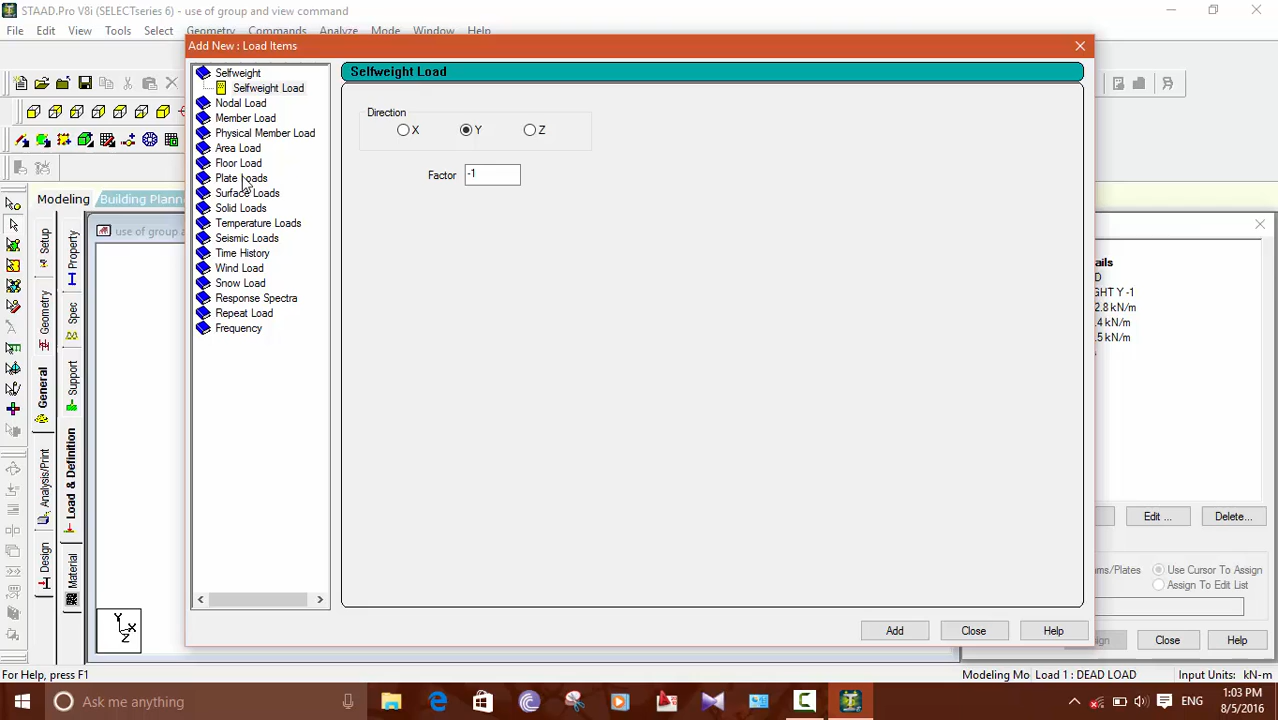 STAAD.Pro V8i (SELECTseries 6) - use of group and view command
File Edit View Tools Select Geometry Commands Analyze Mode Window Help
Add New : Load Items
Selfweight
Selfweight Load
Nodal Load
Member Load
Physical Member Load
Area Load
Floor Load
Plate Loads
Surface Loads
Solid Loads
Temperature Loads
Seismic Loads
Time History
Wind Load
Snow Load
Response Spectra
Repeat Load
Frequency
Selfweight Load
Direction
X Y Z
Factor -1
Add Close Help
Modeling Building Plann
use of group a
Setup
Geometry
General
Analysis/Print
Design
Property
Spec
Support
Load & Definition
Material
Y
X
Z
ails
D
GHT Y -1
2.8 kN/m
.4 kN/m
.5 kN/m
Edit ... Delete...
ms/Plates Use Cursor To Assign
Assign To Edit List
ign Close Help
For Help, press F1 Modeling Mo Load 1 : DEAD LOAD Input Units: kN-m
Ask me anything
ENG
1:03 PM
8/5/2016